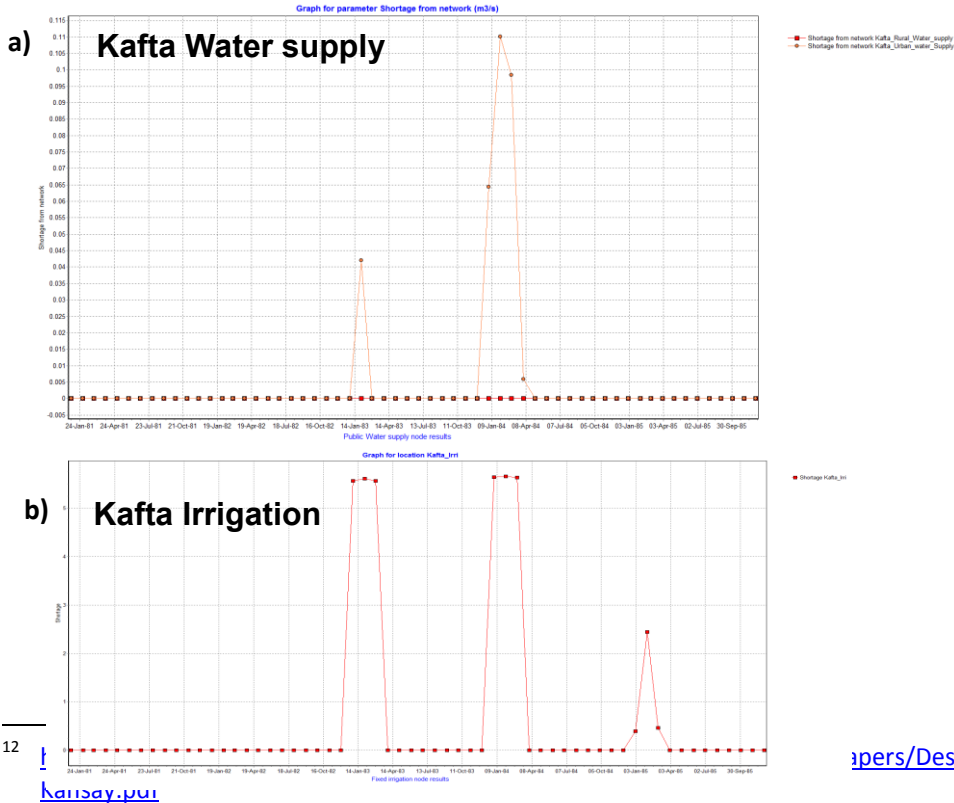 Graph for parameter Shortage from network (m3/s)
a) Kafta Water supply
Shortage from network Kafta_Rural_Water_supply
Shortage from network Kafta_Urban_water_Supply
0.115
0.11
0.105
0.1
0.095
0.09
0.085
0.08
0.075
0.07
0.065
0.06
0.055
0.05
0.045
0.04
0.035
0.03
0.025
0.02
0.015
0.01
0.005
0
-0.005
Shortage from network
24-Jan-81 24-Apr-81 23-Jul-81 21-Oct-81 19-Jan-82 19-Apr-82 18-Jul-82 16-Oct-82 14-Jan-83 14-Apr-83 13-Jul-83 11-Oct-83 09-Jan-84 08-Apr-84 07-Jul-84 05-Oct-84 03-Jan-85 03-Apr-85 02-Jul-85 30-Sep-85
Public Water supply node results
Graph for location Kafta_Irri
b) Kafta Irrigation
Shortage Kafta_Irri
5
4
3
2
1
0
Shortage
24-Jan-81 24-Apr-81 23-Jul-81 21-Oct-81 19-Jan-82 19-Apr-82 18-Jul-82 16-Oct-82 14-Jan-83 14-Apr-83 13-Jul-83 11-Oct-83 09-Jan-84 08-Apr-84 07-Jul-84 05-Oct-84 03-Jan-85 03-Apr-85 02-Jul-85 30-Sep-85
Fixed irrigation node results
12
apers/Des
Kansay.pdf